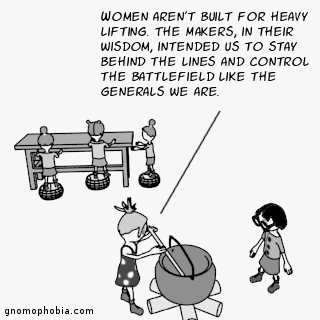 WOMEN AREN'T BUILT FOR HEAVY
LIFTING. THE MAKERS, IN THEIR
WISDOM, INTENDED US TO STAY
BEHIND THE LINES AND CONTROL
THE BATTLEFIELD LIKE THE
GENERALS WE ARE.
gnomophobia.com